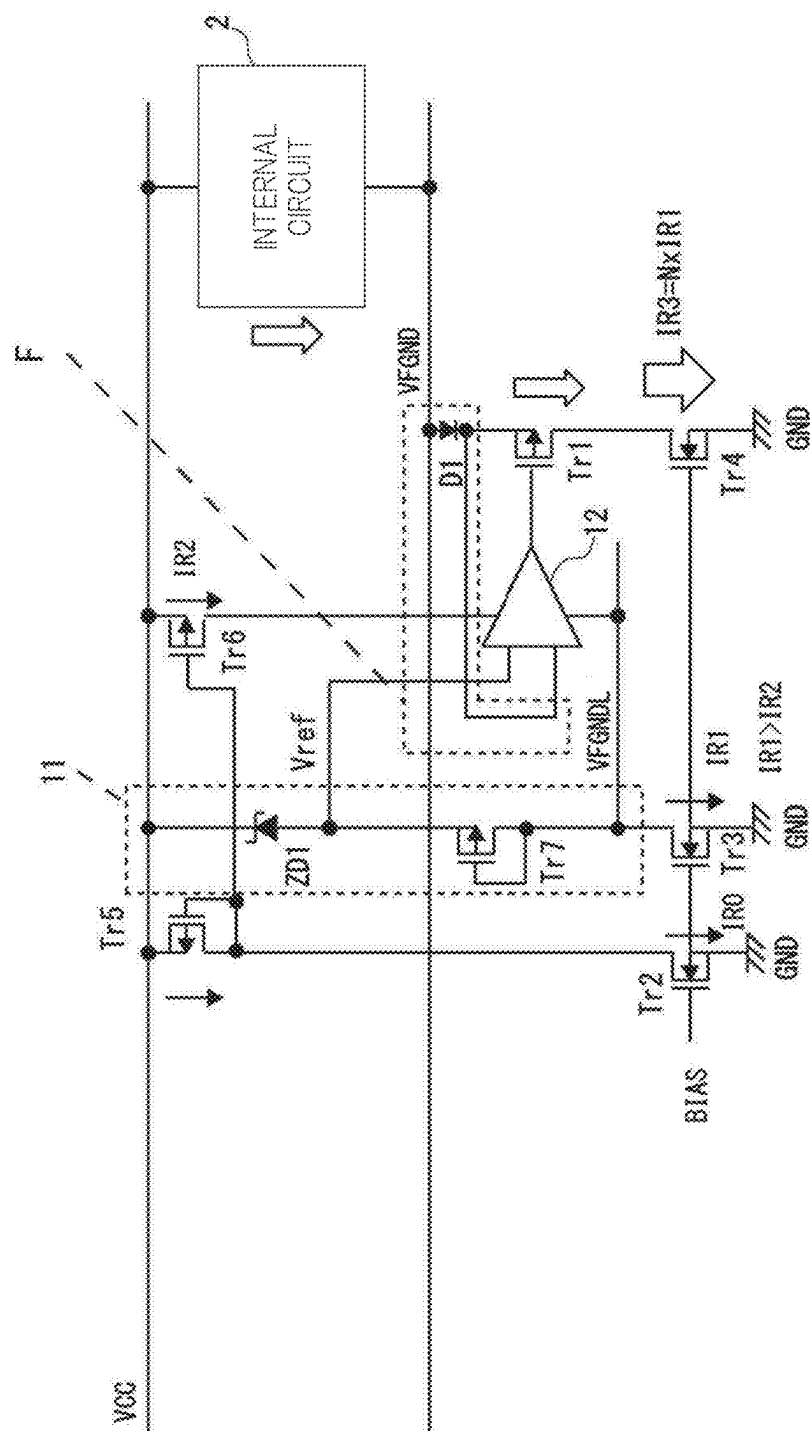 VCC
Tr5
11
ZD1
Vref
Tr7
VFGNDL
IR2
Tr6
F
VFGND
D1
12
Tr1
2
INTERNAL
CIRCUIT
IR3=NxIR1
Tr4
GND
BIAS
Tr2
IR0
GND
Tr3
IR1
IR1>IR2
GND